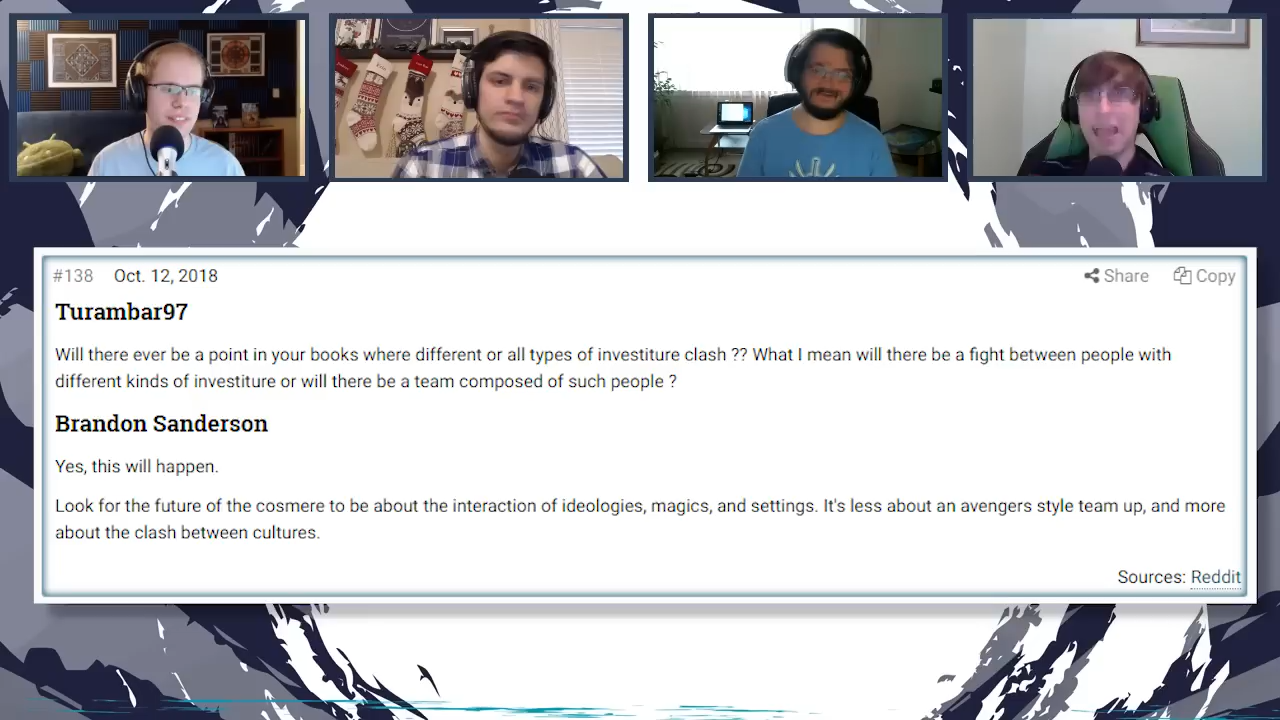 #138 Oct. 12, 2018 Share Copy
Turambar97
Will there ever be a point in your books where different or all types of investiture clash ?? What I mean will there be a fight between people with
different kinds of investiture or will there be a team composed of such people ?
Brandon Sanderson
Yes, this will happen.
Look for the future of the cosmere to be about the interaction of ideologies, magics, and settings. It's less about an avengers style team up, and more
about the clash between cultures.
Sources: Reddit